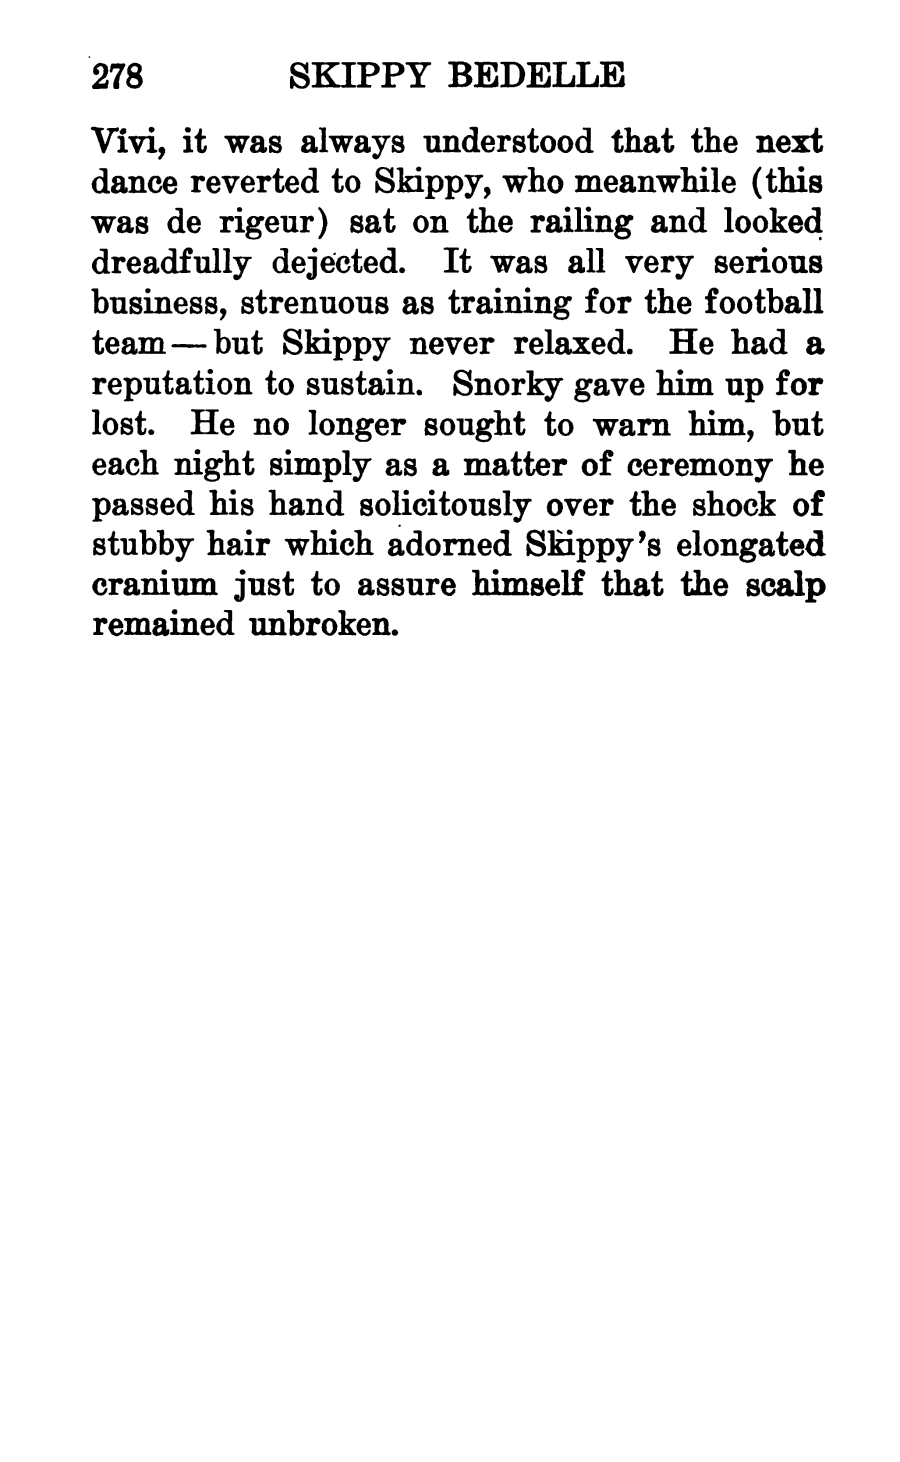 278 SKIPPY BEDELLE
Vivi, it was always understood that the next
dance reverted to Skippy, who meanwhile (this
was de rigeur) sat on the railing and looked
dreadfully dejected. It was all very serious
business, strenuous as training for the football
team — but Skippy never relaxed. He had a
reputation to sustain. Snorky gave him up for
lost. He no longer sought to warn him, but
each night simply as a matter of ceremony he
passed his hand solicitously over the shock of
stubby hair which adorned Skippy's elongated
cranium just to assure himself that the scalp
remained unbroken.